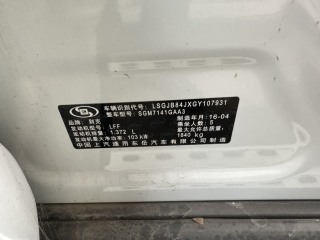 车辆识别代号: LSGJB84JXGY107931
整车型号: SGM7141GAA3
品牌: 别克 制造年月: 16-04
发动机型号: LFF 乘坐人数: 5
发动机排量: 1.372 L 最大允许总质量:
发动机最大净功率: 103 kW 1840 KG
中国上汽通用东岳汽车有限公司制造